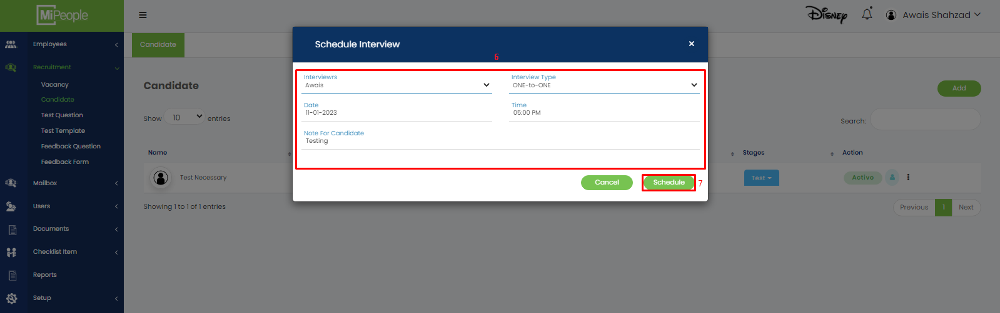 MiPeople
DISNEY
Awais Shahzad
Employees
Recruitment
Vacancy
Candidate
Test Question
Test Template
Feedback Question
Feedback Form
Mailbox
Users
Documents
Checklist Item
Reports
Setup
Candidate
Candidate
Add
Show 10 entries
Search:
Name
Stages
Action
Test Necessary
Test
Active
Showing 1 to 1 of 1 entries
Previous 1 Next
Schedule Interview
×
6
Interviewrs
Awais
Interview Type
ONE-to-ONE
Date
11-01-2023
Time
05:00 PM
Note For Candidate
Testing
Cancel
Schedule
7